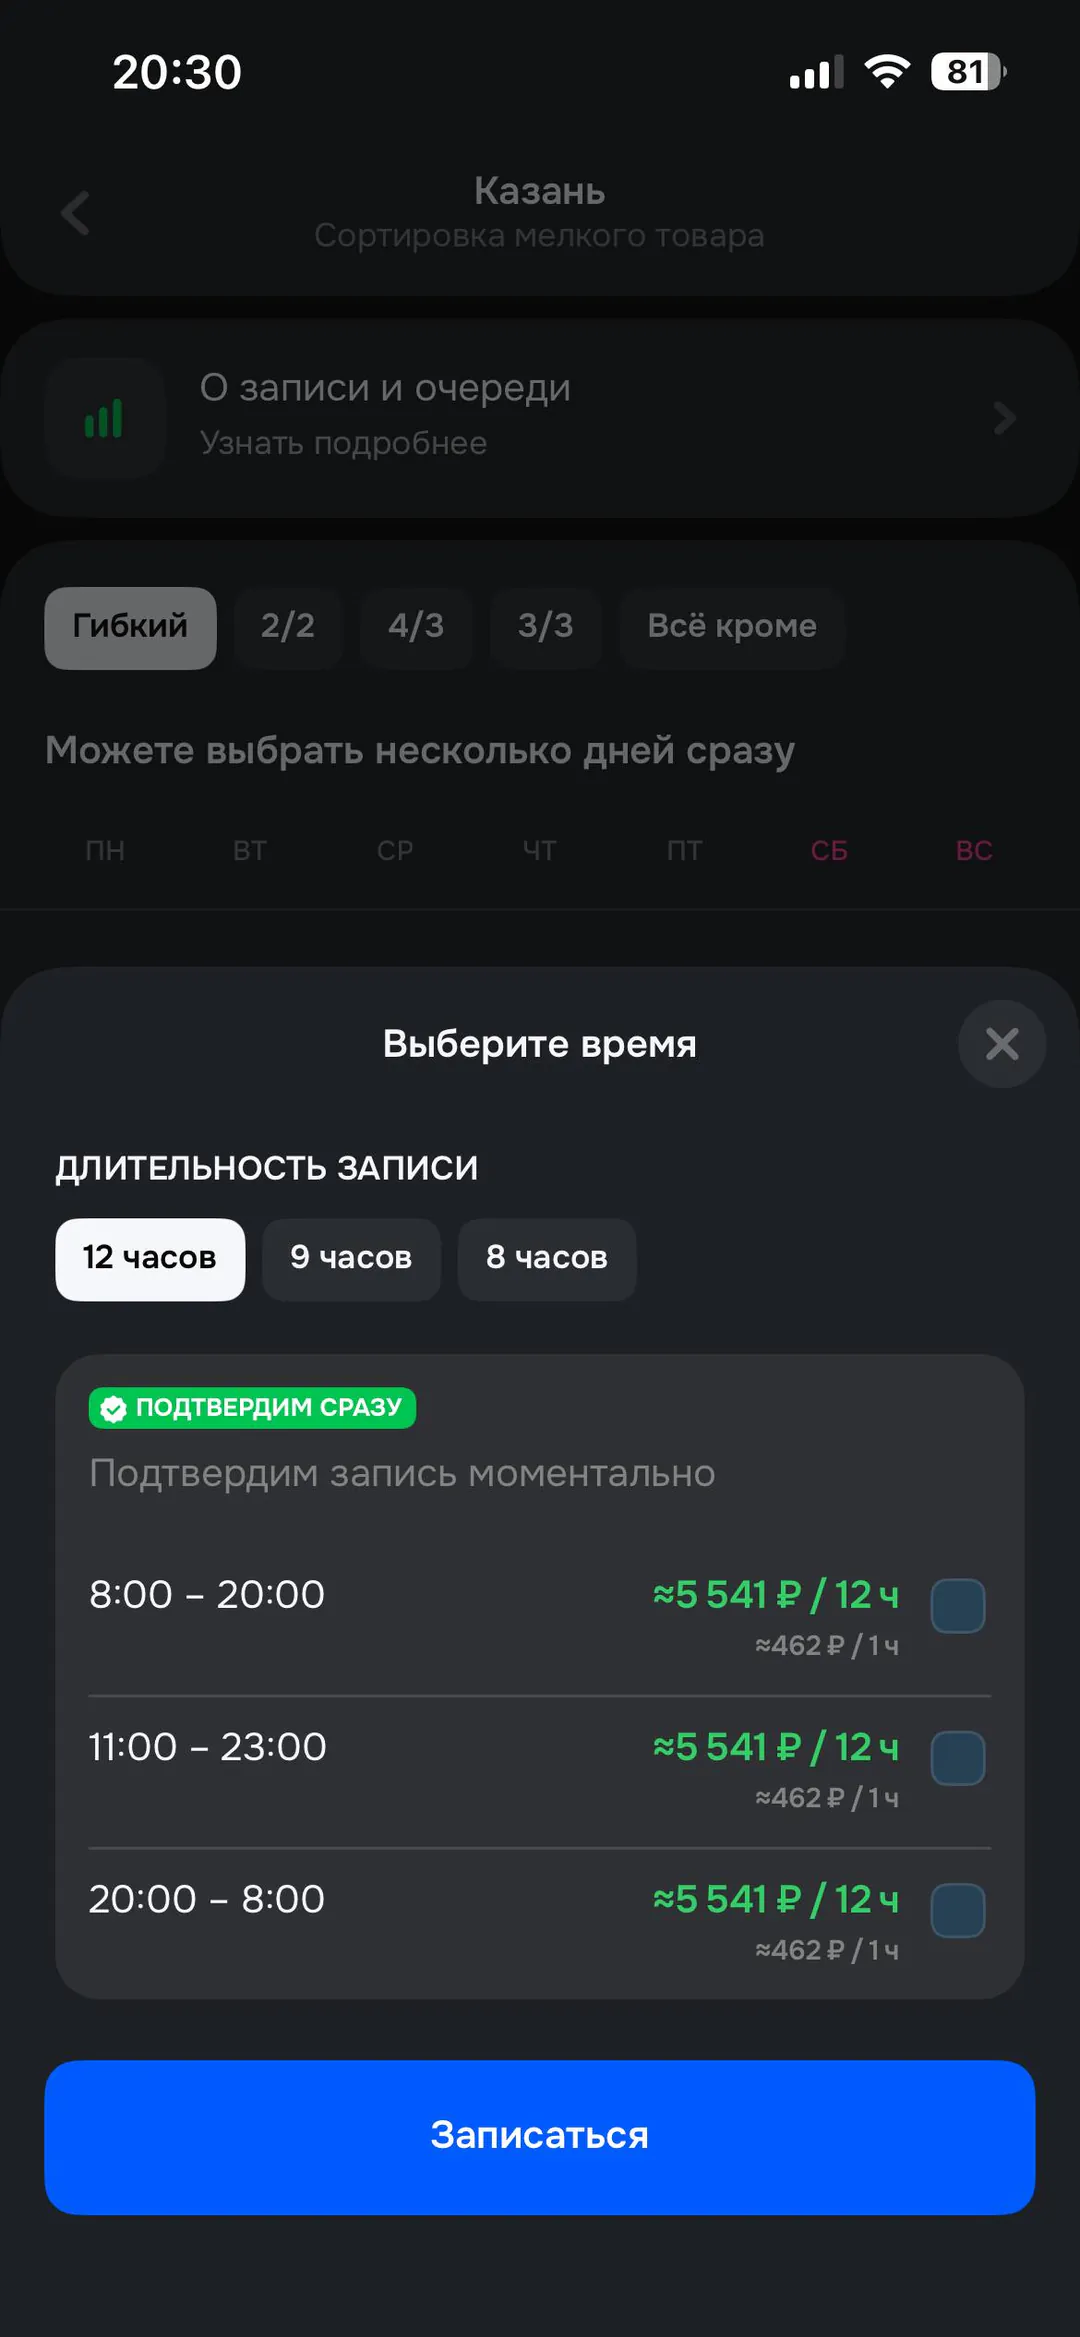 20:30
81
Казань
Сортировка мелкого товара
О записи и очереди
Узнать подробнее
Гибкий 2/2 4/3 3/3 Всё кроме
Можете выбрать несколько дней сразу
ПН ВТ СР ЧТ ПТ СБ ВС
Выберите время
ДЛИТЕЛЬНОСТЬ ЗАПИСИ
12 часов 9 часов 8 часов
ПОДТВЕРДИМ СРАЗУ
Подтвердим запись моментально
8:00 – 20:00 ≈5 541 ₽ / 12 ч
≈462 ₽ / 1 ч
11:00 – 23:00 ≈5 541 ₽ / 12 ч
≈462 ₽ / 1 ч
20:00 – 8:00 ≈5 541 ₽ / 12 ч
≈462 ₽ / 1 ч
Записаться